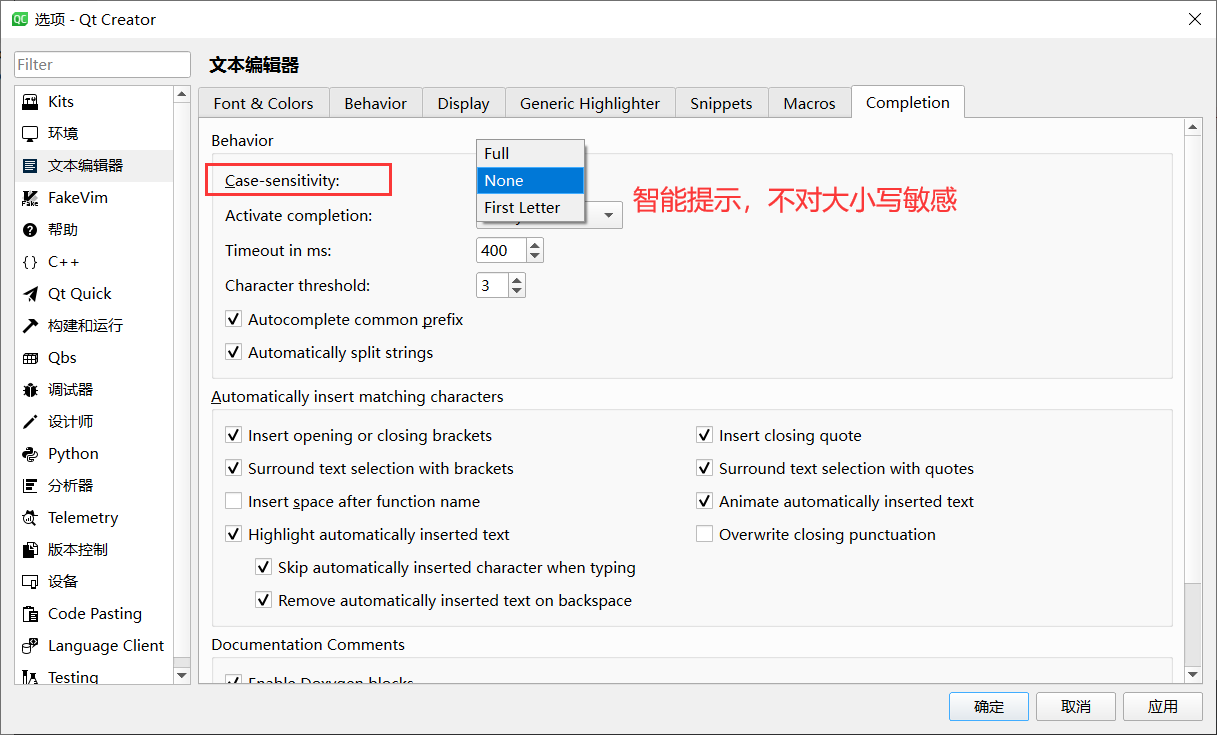 QC 选项 - Qt Creator
Filter
Kits
环境
文本编辑器
FakeVim
帮助
C++
Qt Quick
构建和运行
Qbs
调试器
设计师
Python
分析器
Telemetry
版本控制
设备
Code Pasting
Language Client
Testing
文本编辑器
Font & Colors Behavior Display Generic Highlighter Snippets Macros Completion
Behavior
Case-sensitivity:
Full
None
First Letter
智能提示，不对大小写敏感
Activate completion:
Timeout in ms: 400
Character threshold: 3
Autocomplete common prefix
Automatically split strings
Automatically insert matching characters
Insert opening or closing brackets Insert closing quote
Surround text selection with brackets Surround text selection with quotes
Insert space after function name Animate automatically inserted text
Highlight automatically inserted text Overwrite closing punctuation
Skip automatically inserted character when typing
Remove automatically inserted text on backspace
Documentation Comments
Enable Doxygen blocks
确定 取消 应用